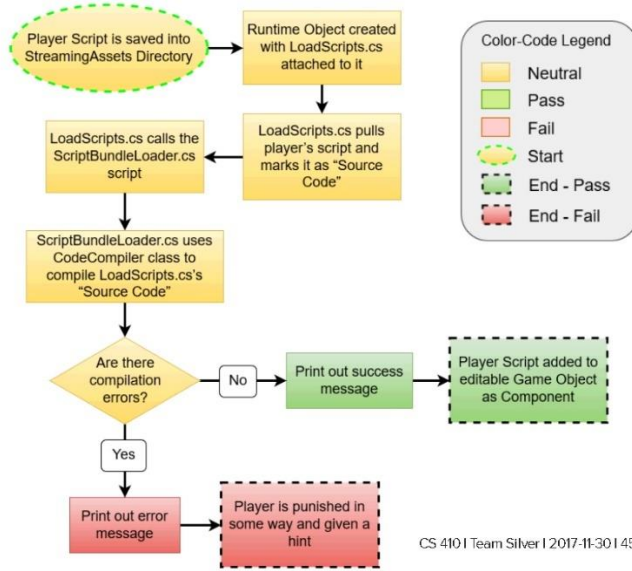 Player Script is saved into
StreamingAssets Directory
Runtime Object created
with LoadScripts.cs
attached to it
LoadScripts.cs pulls
player's script and
marks it as "Source
Code"
LoadScripts.cs calls the
ScriptBundleLoader.cs
script
ScriptBundleLoader.cs uses
CodeCompiler class to
compile LoadScripts.cs's
"Source Code"
Are there
compilation
errors?
No
Print out success
message
Player Script added to
editable Game Object
as Component
Yes
Print out error
message
Player is punished in
some way and given a
hint
Color-Code Legend
Neutral
Pass
Fail
Start
End - Pass
End - Fail
CS 410 I Team Silver I 2017-11-30 I 45